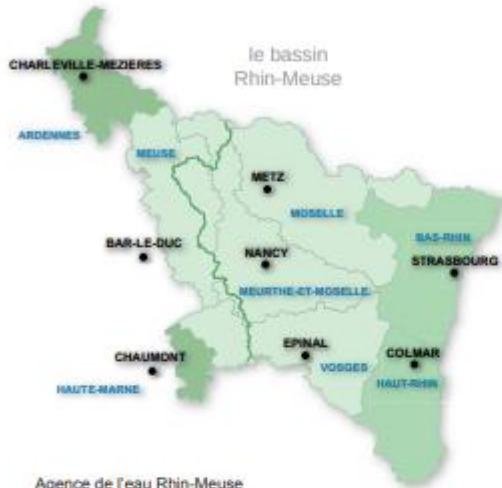 le bassin
Rhin-Meuse
CHARLEVILLE-MEZIERES
ARDENNES
MEUSE
METZ
MOSELLE
BAS-RHIN
BAR-LE-DUC
NANCY
STRASBOURG
MEURTHE-ET-MOSELLE
EPINAL
CHAUMONT
VOSGES
COLMAR
HAUTE-MARNE
HAUT-RHIN
Agence de l'eau Rhin-Meuse